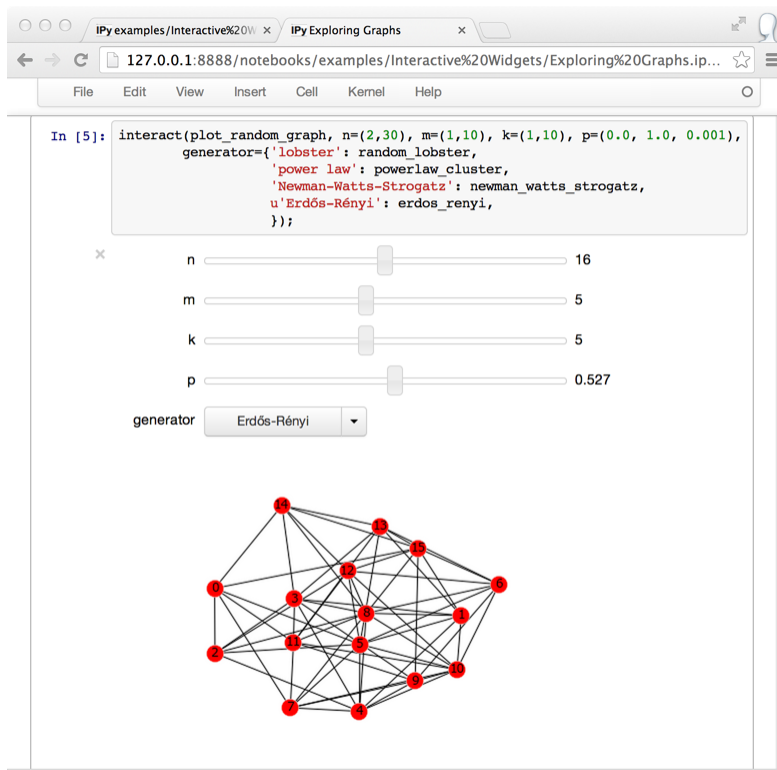 IPy examples/Interactive%20W × IPy Exploring Graphs ×
127.0.0.1:8888/notebooks/examples/Interactive%20Widgets/Exploring%20Graphs.ip...
File Edit View Insert Cell Kernel Help
In [5]: interact(plot_random_graph, n=(2,30), m=(1,10), k=(1,10), p=(0.0, 1.0, 0.001),
generator={'lobster': random_lobster,
'power law': powerlaw_cluster,
'Newman-Watts-Strogatz': newman_watts_strogatz,
u'Erdős-Rényi': erdos_renyi,
});
×
n 16
m 5
k 5
p 0.527
generator Erdős-Rényi
14
13
15
12
6
0
3
8
1
11
5
2
10
9
7
4